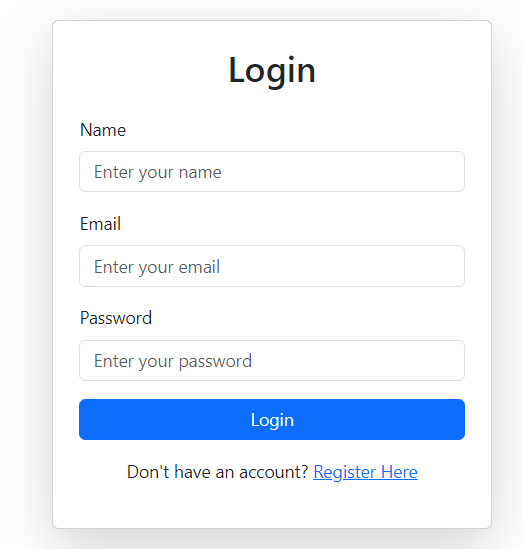 Login
Name
Enter your name
Email
Enter your email
Password
Enter your password
Login
Don't have an account? Register Here